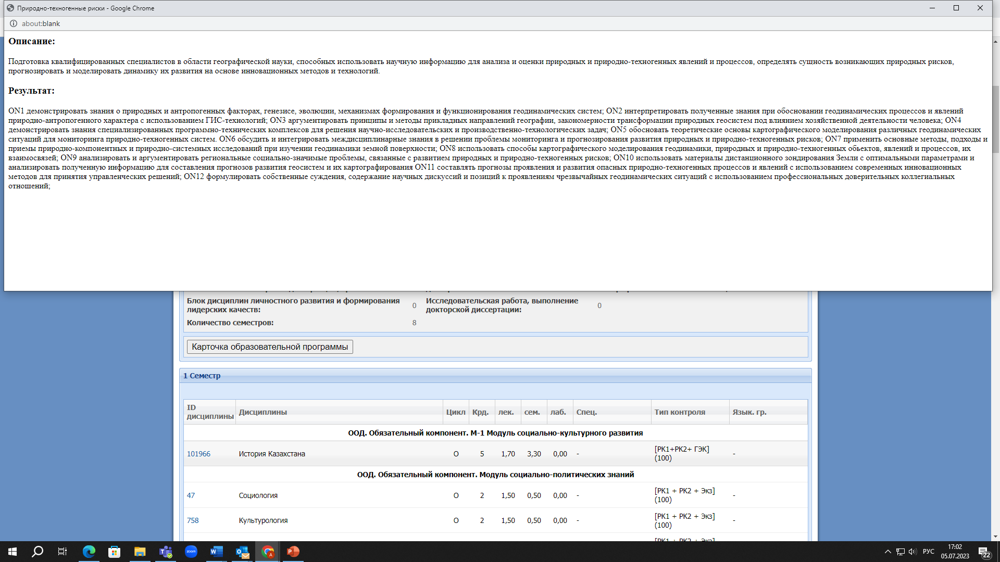 Природно-техногенные риски - Google Chrome
about:blank
Описание:
Подготовка квалифицированных специалистов в области географической науки, способных использовать научную информацию для анализа и оценки природных и природно-техногенных явлений и процессов, определять сущность возникающих природных рисков,
прогнозировать и моделировать динамику их развития на основе инновационных методов и технологий.
Результат:
ON1 демонстрировать знания о природных и антропогенных факторах, генезисе, эволюции, механизмах формирования и функционирования геодинамических систем; ON2 интерпретировать полученные знания при обосновании геодинамических процессов и явлений
природно-антропогенного характера с использованием ГИС-технологий; ON3 аргументировать принципы и методы прикладных направлений географии, закономерности трансформации природных геосистем под влиянием хозяйственной деятельности человека; ON4
демонстрировать знания специализированных программно-технических комплексов для решения научно-исследовательских и производственно-технологических задач; ON5 обосновать теоретические основы картографического моделирования различных геодинамических
ситуаций для мониторинга природно-техногенных систем. ON6 обсудить и интегрировать междисциплинарные знания в решении проблемы мониторинга и прогнозирования развития природных и природно-техногенных рисков; ON7 применить основные методы, подходы и
приемы природно-компонентных и природно-системных исследований при изучении геодинамики земной поверхности; ON8 использовать способы картографического моделирования геодинамики, природных и природно-техногенных обьектов, явлений и процессов, их
взаимосвязей; ON9 анализировать и аргументировать региональные социально-значимые проблемы, связанные с развитием природных и природно-техногенных рисков; ON10 использовать материалы дистанционного зондирования Земли с оптимальными параметрами и
анализировать полученную информацию для составления прогнозов развития геосистем и их картографирования ON11 составлять прогнозы проявления и развития опасных природно-техногенных процессов и явлений с использованием современных инновационных
методов для принятия управленческих решений; ON12 формулировать собственные суждения, содержание научных дискуссий и позиций к проявлениям чрезвычайных геодинамических ситуаций с использованием профессиональных доверительных коллегиальных
отношений;
Блок дисциплин личностного развития и формирования лидерских качеств: 0 Исследовательская работа, выполнение докторской диссертации: 0
Количество семестров: 8
Карточка образовательной программы
1 Семестр
ID дисциплины Дисциплины Цикл Крд. лек. сем. лаб. Спец. Тип контроля Язык. гр.
ООД. Обязательный компонент. М-1 Модуль социально-культурного развития
101966 История Казахстана О 5 1,70 3,30 0,00 - [РК1+РК2+ ГЭК] (100) -
ООД. Обязательный компонент. Модуль социально-политических знаний
47 Социология О 2 1,50 0,50 0,00 - [РК1 + РК2 + Экз] (100) -
758 Культурология О 2 1,50 0,50 0,00 - [РК1 + РК2 + Экз] (100) -
[РК1 + РК2 + Экз]
zoom
РУС
17:02
05.07.2023
22